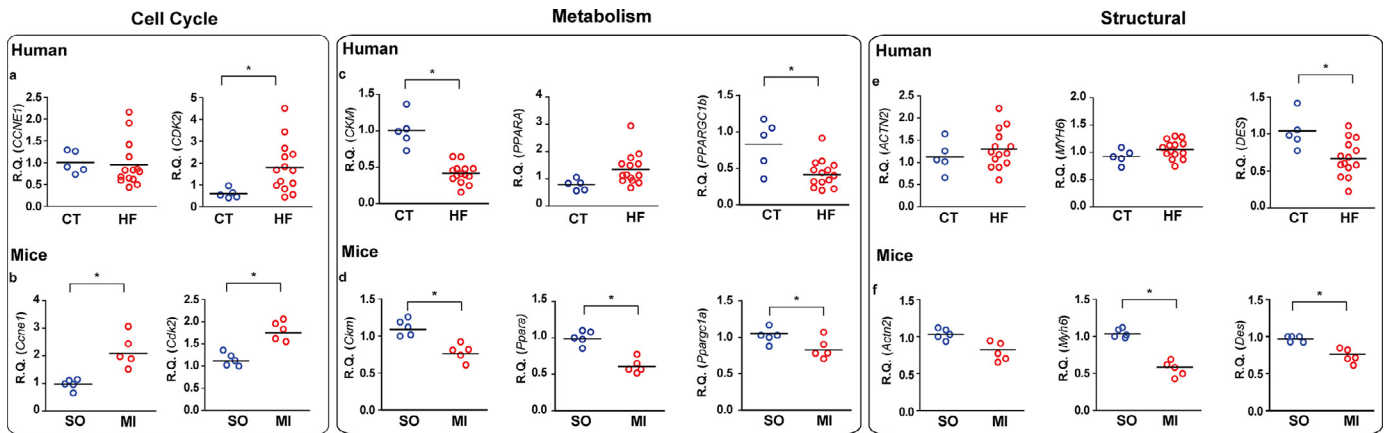 Cell Cycle
Metabolism
Structural
Human
a
R.Q. (CCNE1)
2.5
2.0
1.5
1.0
0.5
0.0
CT HF
*
R.Q. (CDK2)
5
4
3
2
1
0
CT HF
Mice
b
*
R.Q. (Ccne1)
4
3
2
1
0
SO MI
*
R.Q. (Cdk2)
2.5
2.0
1.5
1.0
0.5
0.0
SO MI
Human
c
*
R.Q. (CKM)
1.5
1.0
0.5
0.0
CT HF
R.Q. (PPARA)
4
3
2
1
0
CT HF
*
R.Q. (PPARGC1b)
1.5
1.0
0.5
0.0
CT HF
Mice
d
*
R.Q. (Ckm)
1.5
1.0
0.5
0.0
SO MI
*
R.Q. (Ppara)
1.5
1.0
0.5
0.0
SO MI
*
R.Q. (Ppargc1a)
1.5
1.0
0.5
0.0
SO MI
Human
e
R.Q. (ACTN2)
2.5
2.0
1.5
1.0
0.5
0.0
CT HF
R.Q. (MYH6)
2.0
1.5
1.0
0.5
0.0
CT HF
*
R.Q. (DES)
1.5
1.0
0.5
0.0
CT HF
Mice
f
R.Q. (Actn2)
1.5
1.0
0.5
0.0
SO MI
*
R.Q. (Myh6)
1.5
1.0
0.5
0.0
SO MI
*
R.Q. (Des)
1.5
1.0
0.5
0.0
SO MI